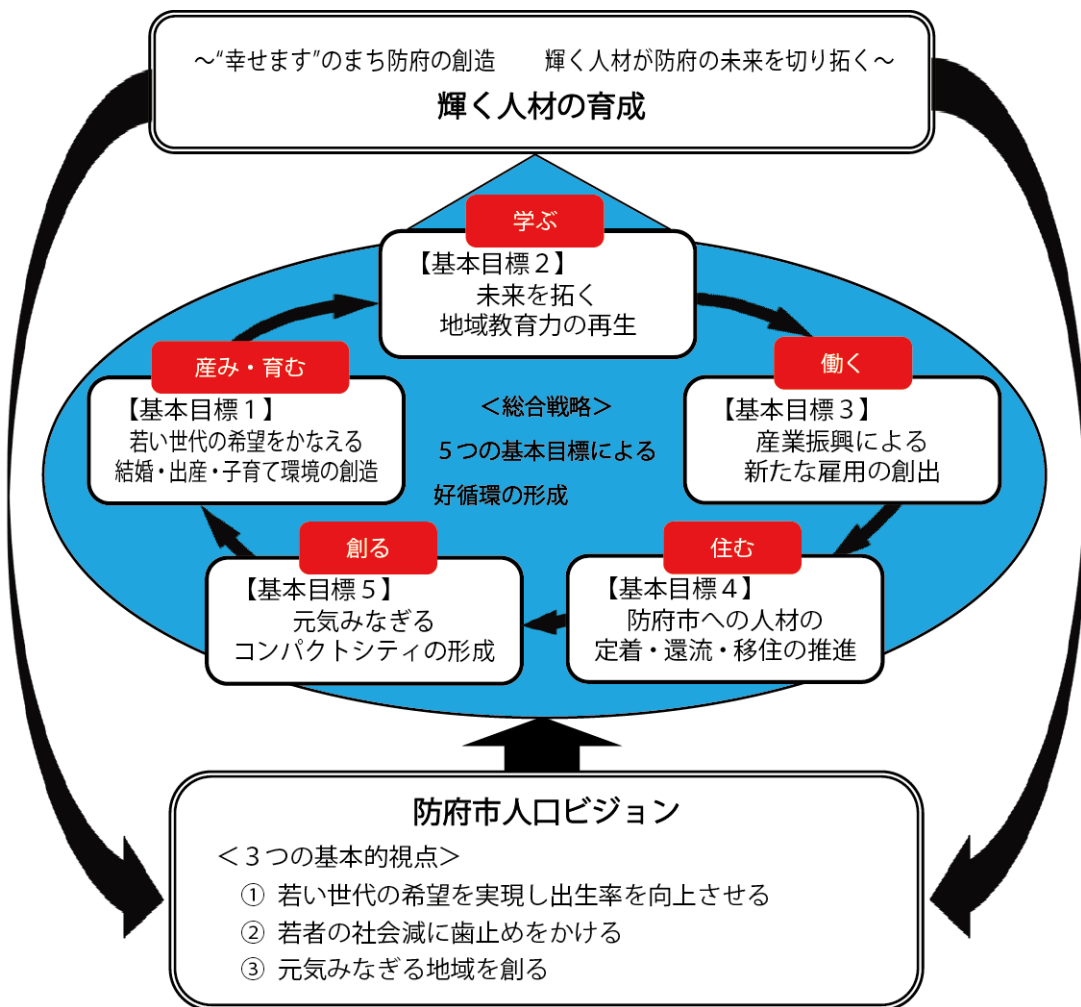 ～“幸せます”のまち防府の創造　　輝く人材が防府の未来を切り拓く～
輝く人材の育成
学ぶ
【基本目標２】
未来を拓く
地域教育力の再生
産み・育む
【基本目標１】
若い世代の希望をかなえる
結婚・出産・子育て環境の創造
働く
【基本目標３】
産業振興による
新たな雇用の創出
＜総合戦略＞
５つの基本目標による
好循環の形成
創る
【基本目標５】
元気みなぎる
コンパクトシティの形成
住む
【基本目標４】
防府市への人材の
定着・還流・移住の推進
防府市人口ビジョン
＜３つの基本的視点＞
① 若い世代の希望を実現し出生率を向上させる
② 若者の社会減に歯止めをかける
③ 元気みなぎる地域を創る